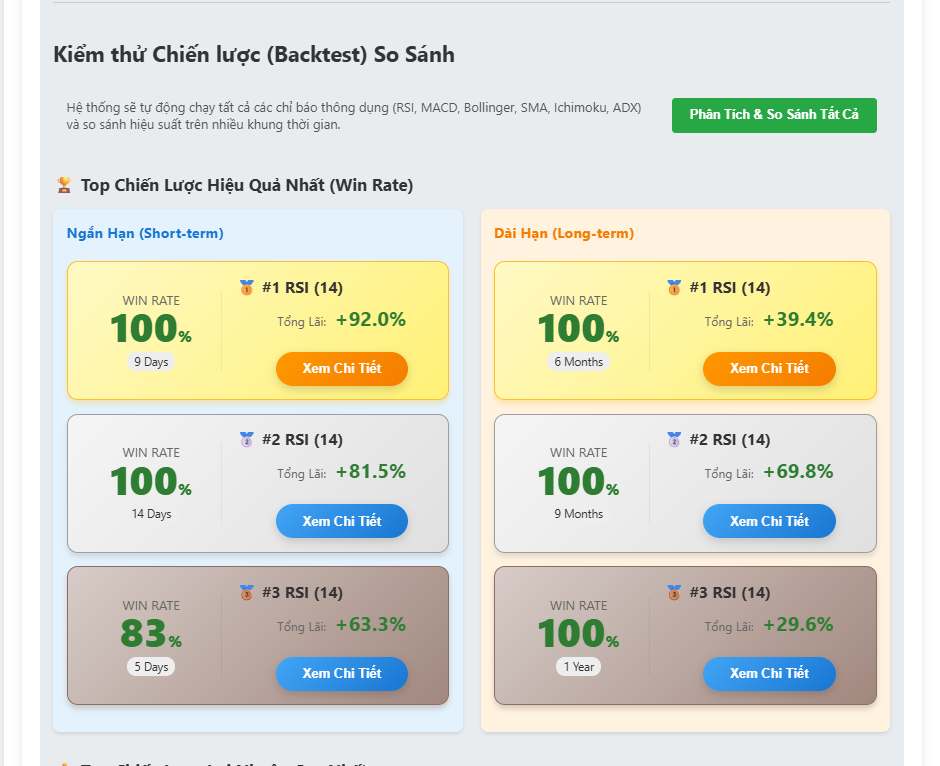 Kiểm thử Chiến lược (Backtest) So Sánh
Hệ thống sẽ tự động chạy tất cả các chỉ báo thông dụng (RSI, MACD, Bollinger, SMA, Ichimoku, ADX)
và so sánh hiệu suất trên nhiều khung thời gian.
Phân Tích & So Sánh Tất Cả
Top Chiến Lược Hiệu Quả Nhất (Win Rate)
Ngắn Hạn (Short-term)
WIN RATE
100%
9 Days
#1 RSI (14)
Tổng Lãi: +92.0%
Xem Chi Tiết
WIN RATE
100%
14 Days
#2 RSI (14)
Tổng Lãi: +81.5%
Xem Chi Tiết
WIN RATE
83%
5 Days
#3 RSI (14)
Tổng Lãi: +63.3%
Xem Chi Tiết
Dài Hạn (Long-term)
WIN RATE
100%
6 Months
#1 RSI (14)
Tổng Lãi: +39.4%
Xem Chi Tiết
WIN RATE
100%
9 Months
#2 RSI (14)
Tổng Lãi: +69.8%
Xem Chi Tiết
WIN RATE
100%
1 Year
#3 RSI (14)
Tổng Lãi: +29.6%
Xem Chi Tiết